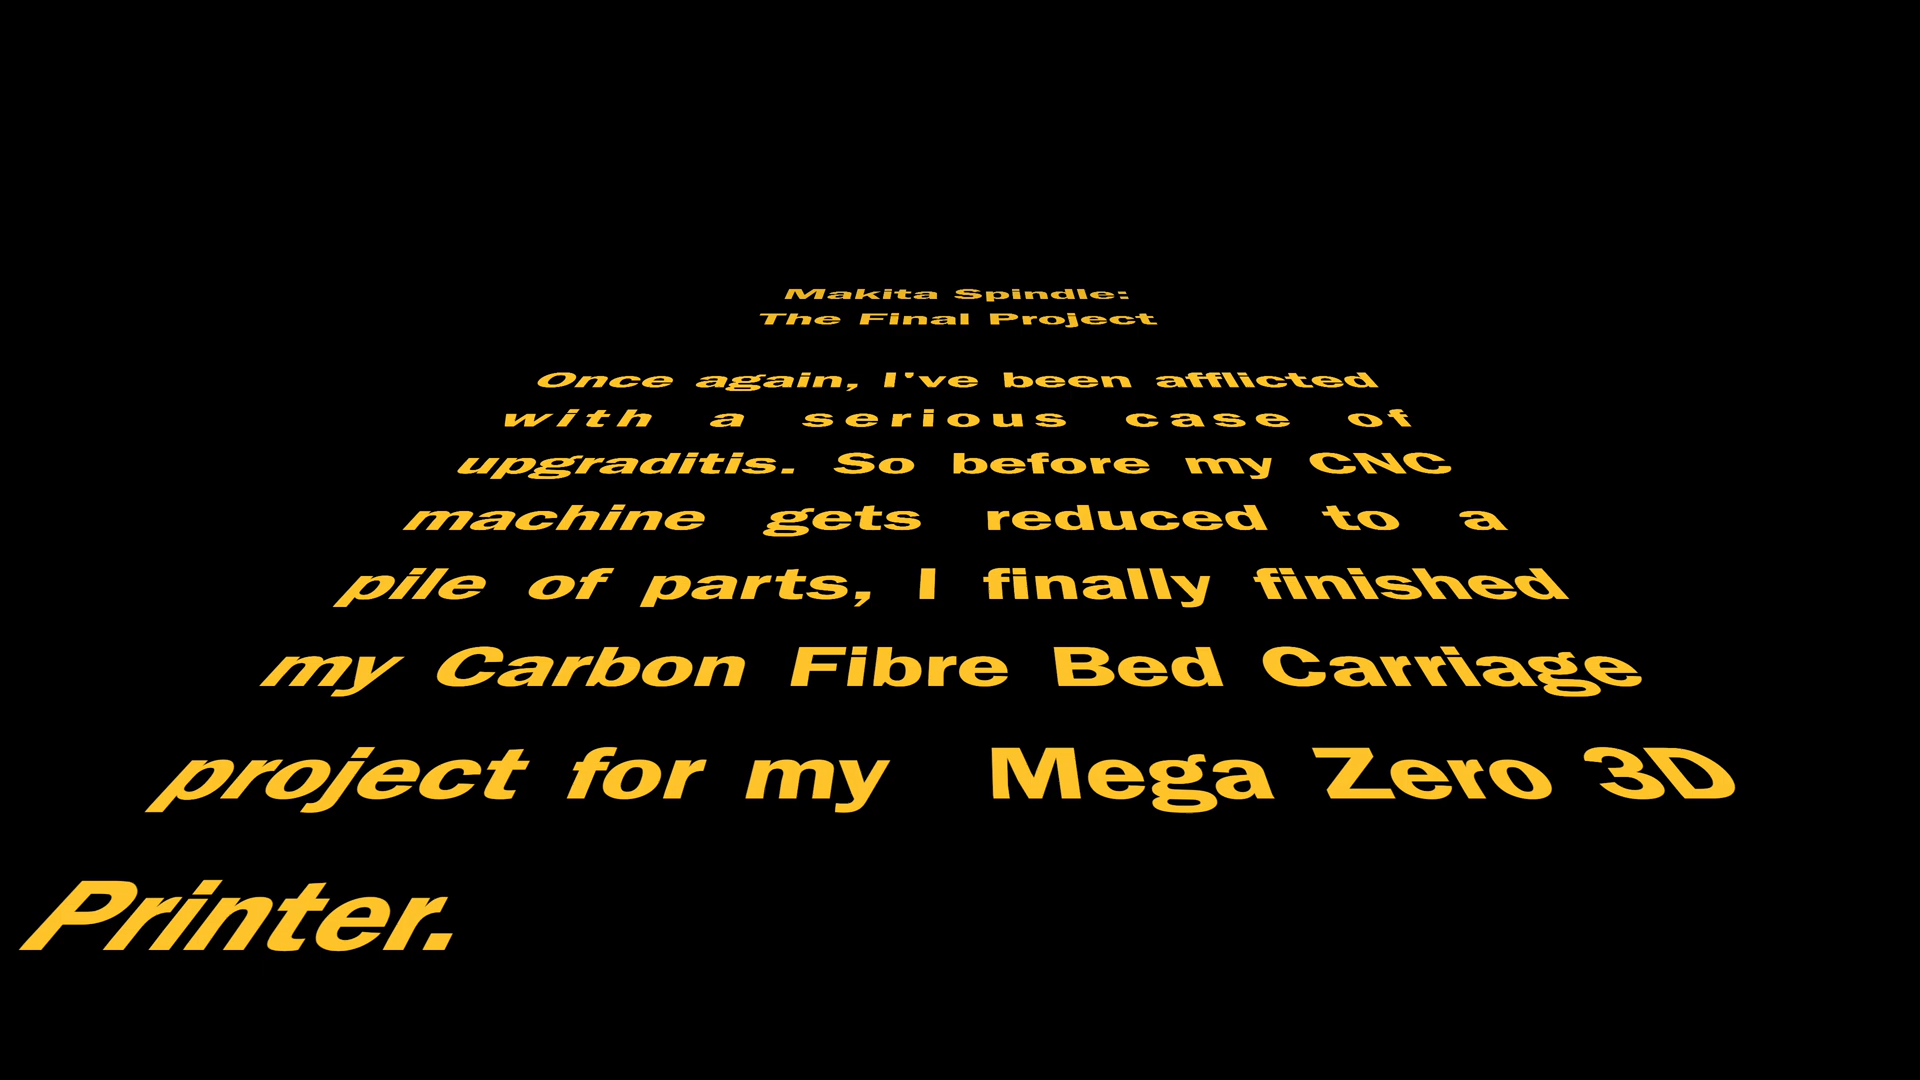 Makita Spindle:
The Final Project
Once again, I've been afflicted
with a serious case of
upgraditis. So before my CNC
machine gets reduced to a
pile of parts, I finally finished
my Carbon Fibre Bed Carriage
project for my Mega Zero 3D
Printer.